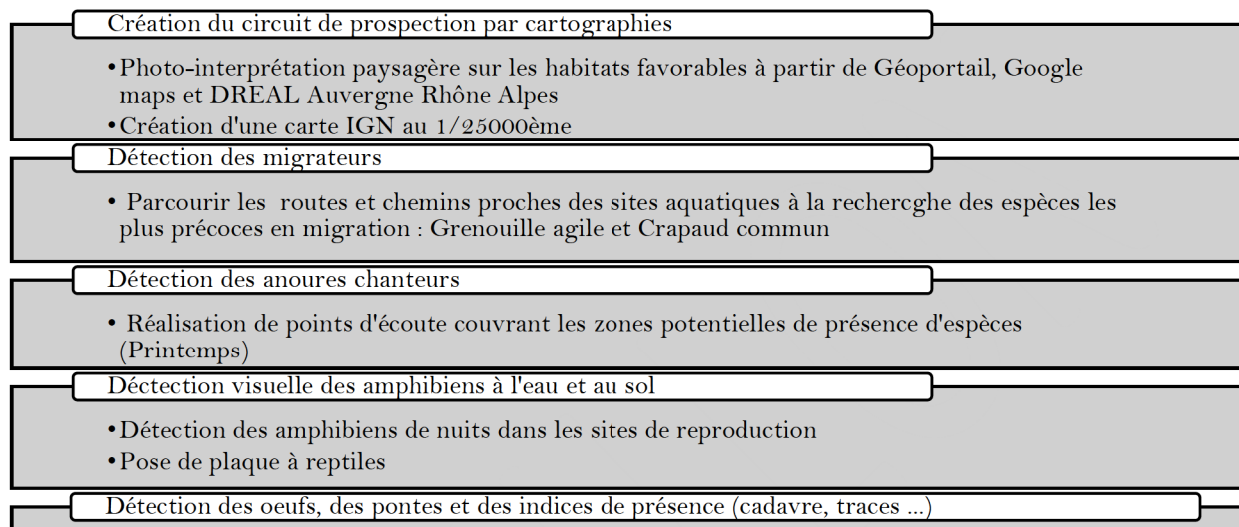 Création du circuit de prospection par cartographies
•Photo-interprétation paysagère sur les habitats favorables à partir de Géoportail, Google
maps et DREAL Auvergne Rhône Alpes
•Création d'une carte IGN au 1/25000ème
Détection des migrateurs
• Parcourir les routes et chemins proches des sites aquatiques à la rechercghe des espèces les
plus précoces en migration : Grenouille agile et Crapaud commun
Détection des anoures chanteurs
• Réalisation de points d'écoute couvrant les zones potentielles de présence d'espèces
(Printemps)
Déctection visuelle des amphibiens à l'eau et au sol
•Détection des amphibiens de nuits dans les sites de reproduction
•Pose de plaque à reptiles
Détection des oeufs, des pontes et des indices de présence (cadavre, traces ...)